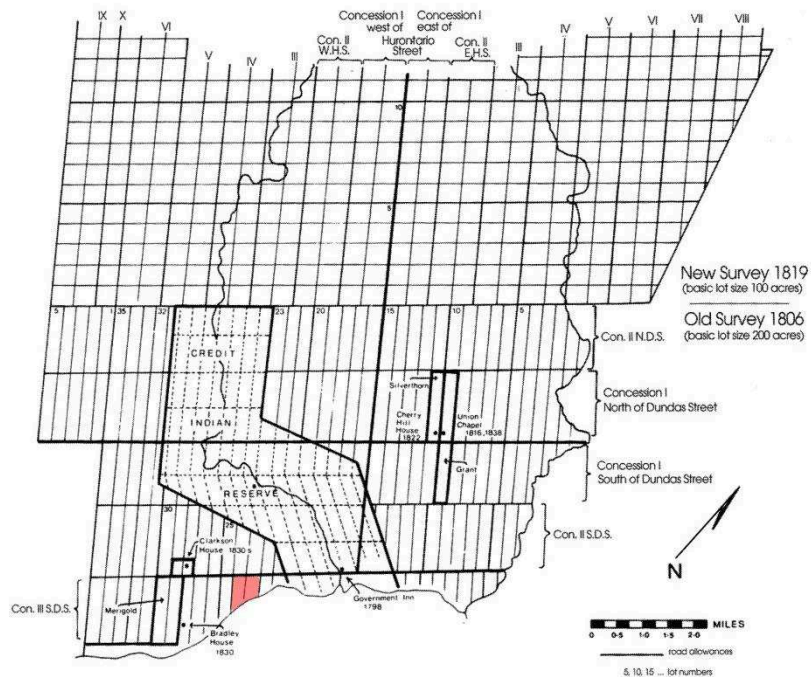 IX X VI V IV III
Concession I west of
Concession I east of
Hurontario Street
Con. II W.H.S.
Con. II E.H.S.
III IV V VI VII VIII
10
5
New Survey 1819
(basic lot size 100 acres)
Old Survey 1806
(basic lot size 200 acres)
5 1 35 32 23 20 15 10 5
Con. II N.D.S.
CREDIT
INDIAN
RESERVE
Silverthorn
Cherry
Hill
House
1822
Union
Chapel
1816,1838
Grant
Concession I
North of Dundas Street
Concession I
South of Dundas Street
Con. II S.D.S.
30
25
Clarkson
House 1830s
Con. III S.D.S.
Merigold
Bradley
House
1830
Government Inn
1798
N
MILES
0 0·5 1·0 1·5 2·0
road allowances
5, 10, 15 ... lot numbers